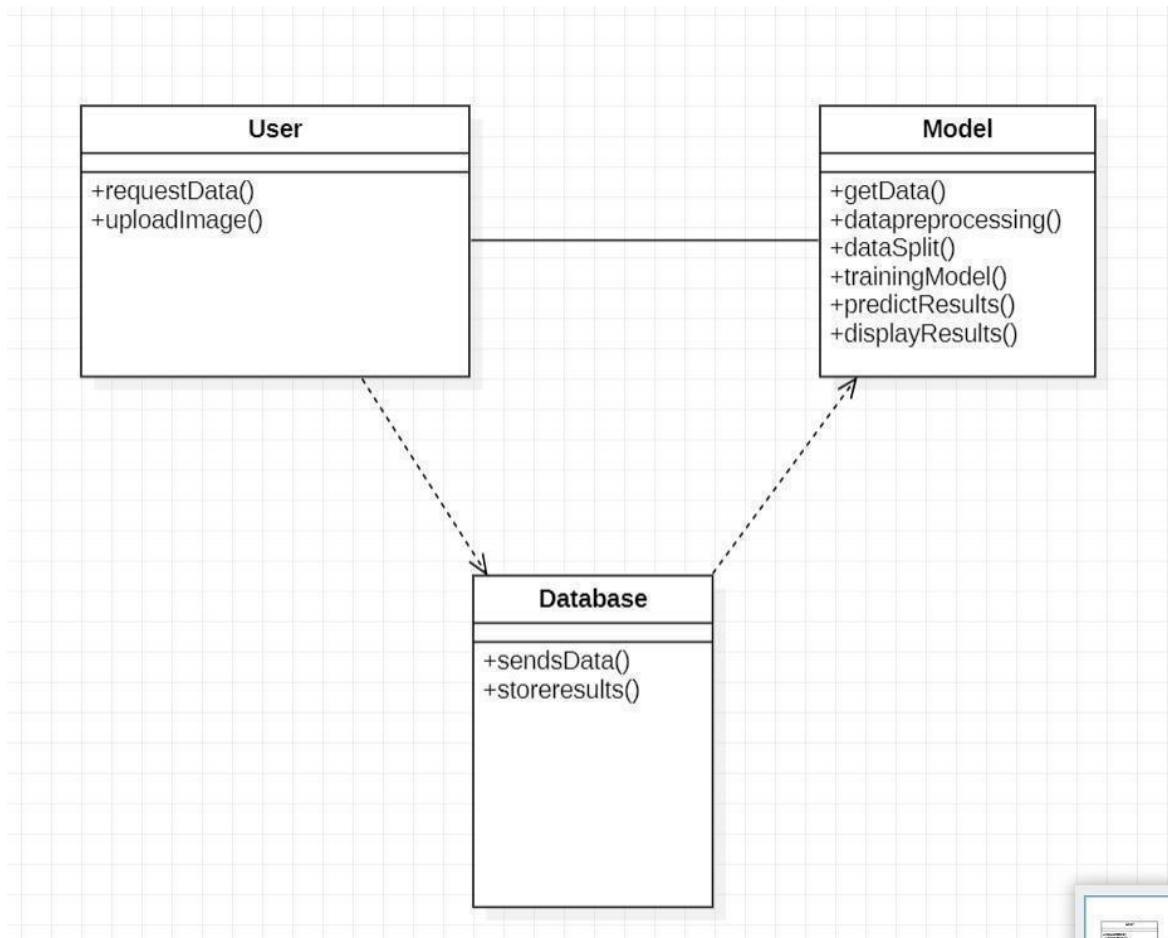 User
+requestData()
+uploadImage()
Model
+getData()
+datapreprocessing()
+dataSplit()
+trainingModel()
+predictResults()
+displayResults()
Database
+sendsData()
+storeresults()